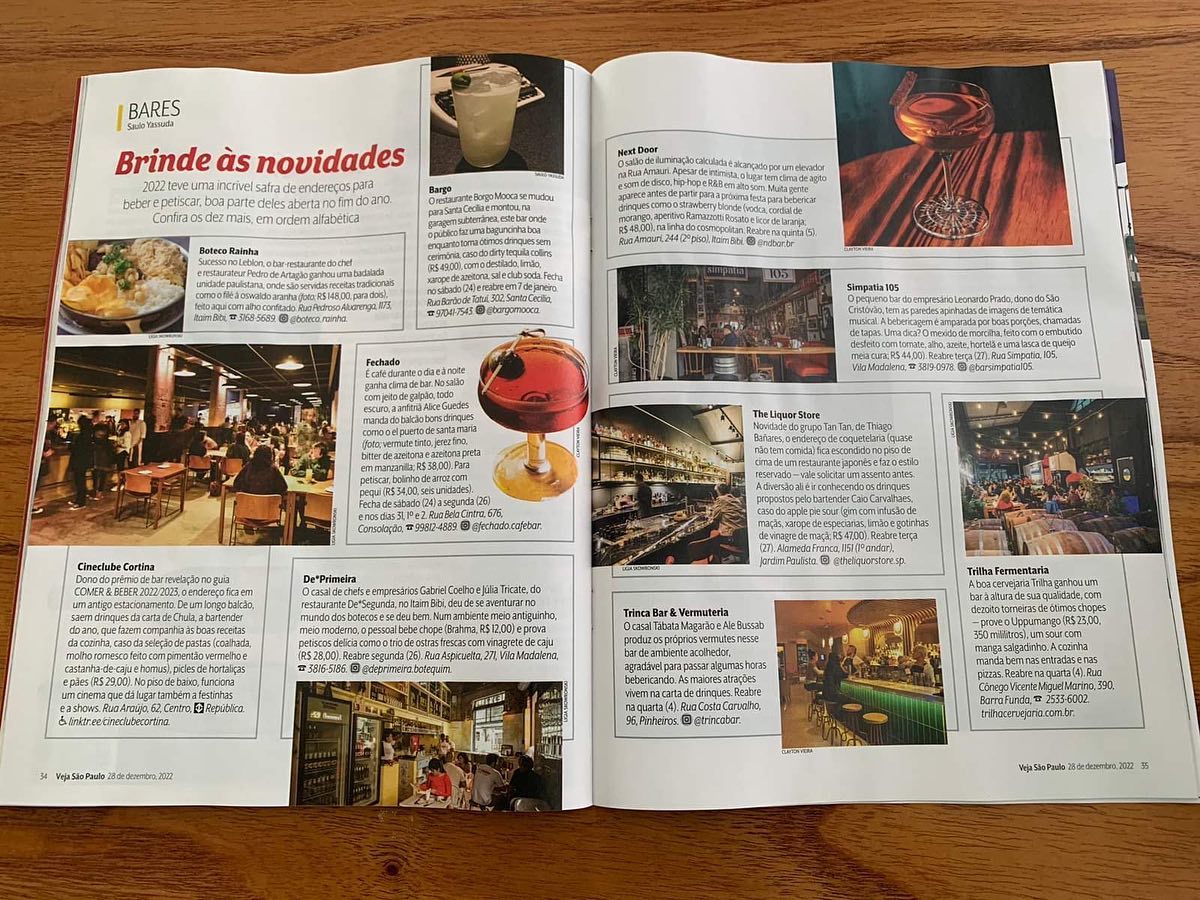 BARES
Saulo Yassuda
Brinde às novidades
2022 teve uma incrível safra de endereços para
beber e petiscar, boa parte deles aberta no fim do ano.
Confira os dez mais, em ordem alfabética
SAULO YASSUDA
Bargo
O restaurante Borgo Mooca se mudou
para Santa Cecília e montou, na
garagem subterrânea, este bar onde
o público faz uma baguncinha boa
enquanto toma ótimos drinques sem
cerimônia, caso do dirty tequila collins
(R$ 49,00), com o destilado, limão,
xarope de azeitona, sal e club soda. Fecha
no sábado (24) e reabre em 7 de janeiro.
Rua Barão de Tatuí, 302, Santa Cecília,
97041-7543. @bargomooca.
Boteco Rainha
Sucesso no Leblon, o bar-restaurante do chef
e restaurateur Pedro de Artagão ganhou uma badalada
unidade paulistana, onde são servidas receitas tradicionais
como o filé à oswaldo aranha (foto; R$ 148,00, para dois),
feito aqui com alho confitado. Rua Pedroso Alvarenga, 1173,
Itaim Bibi, 3168-5689. @boteco.rainha.
LIGIA SKOWRONSKI
Fechado
É café durante o dia e à noite
ganha clima de bar. No salão
com jeito de galpão, todo
escuro, a anfitriã Alice Guedes
manda do balcão bons drinques
como o el puerto de santa maria
(foto; vermute tinto, jerez fino,
bitter de azeitona e azeitona preta
em manzanilla; R$ 38,00). Para
petiscar, bolinho de arroz com
pequi (R$ 34,00, seis unidades).
Fecha de sábado (24) a segunda (26)
e nos dias 31, 1º e 2. Rua Bela Cintra, 676,
Consolação, 99812-4889. @fechado.cafebar.
CLAYTON VIEIRA
LIGIA SKOWRONSKI
Cineclube Cortina
Dono do prêmio de bar revelação no guia
COMER & BEBER 2022/2023, o endereço fica em
um antigo estacionamento. De um longo balcão,
saem drinques da carta de Chula, a bartender
do ano, que fazem companhia às boas receitas
da cozinha, caso da seleção de pastas (coalhada,
molho romesco feito com pimentão vermelho e
castanha-de-caju e homus), picles de hortaliças
e pães (R$ 29,00). No piso de baixo, funciona
um cinema que dá lugar também a festinhas
e a shows. Rua Araújo, 62, Centro, República.
linktr.ee/cineclubecortina.
De*Primeira
O casal de chefs e empresários Gabriel Coelho e Júlia Tricate, do
restaurante De*Segunda, no Itaim Bibi, deu de se aventurar no
mundo dos botecos e se deu bem. Num ambiente meio antiguinho,
meio moderno, o pessoal bebe chope (Brahma, R$ 12,00) e prova
petiscos delícia como o trio de ostras frescas com vinagrete de caju
(R$ 28,00). Reabre segunda (26). Rua Aspicuelta, 271, Vila Madalena,
3816-5186. @deprimeira.botequim.
LIGIA SKOWRONSKI
34 Veja São Paulo 28 de dezembro, 2022
Next Door
O salão de iluminação calculada é alcançado por um elevador
na Rua Amauri. Apesar de intimista, o lugar tem clima de agito
e som de disco, hip-hop e R&B em alto som. Muita gente
aparece antes de partir para a próxima festa para bebericar
drinques como o strawberry blonde (vodca, cordial de
morango, aperitivo Ramazzotti Rosato e licor de laranja;
R$ 48,00), na linha do cosmopolitan. Reabre na quinta (5).
Rua Amauri, 244 (2º piso), Itaim Bibi. @ndbar.br
CLAYTON VIEIRA
simpatia
105
CLAYTON VIEIRA
Simpatia 105
O pequeno bar do empresário Leonardo Prado, dono do São
Cristóvão, tem as paredes apinhadas de imagens de temática
musical. A bebericagem é amparada por boas porções, chamadas
de tapas. Uma dica? O mexido de morcilha, feito com o embutido
desfeito com tomate, alho, azeite, hortelã e uma lasca de queijo
meia cura; R$ 44,00). Reabre terça (27). Rua Simpatia, 105,
Vila Madalena, 3819-0978. @barsimpatia105.
The Liquor Store
Novidade do grupo Tan Tan, de Thiago
Bañares, o endereço de coquetelaria (quase
não tem comida) fica escondido no piso de
cima de um restaurante japonês e faz o estilo
reservado — vale solicitar um assento antes.
A diversão ali é ir conhecendo os drinques
propostos pelo bartender Caio Carvalhaes,
caso do apple pie sour (gim com infusão de
maçãs, xarope de especiarias, limão e gotinhas
de vinagre de maçã; R$ 47,00). Reabre terça
(27). Alameda Franca, 1151 (1º andar),
Jardim Paulista. @theliquorstore.sp.
LIGIA SKOWRONSKI
LIGIA SKOWRONSKI
Trilha Fermentaria
A boa cervejaria Trilha ganhou um
bar à altura de sua qualidade, com
dezoito torneiras de ótimos chopes
— prove o Uppumango (R$ 23,00,
350 mililitros), um sour com
manga salgadinho. A cozinha
manda bem nas entradas e nas
pizzas. Reabre na quarta (4). Rua
Cônego Vicente Miguel Marino, 390,
Barra Funda, 2533-6002.
trilhacervejaria.com.br.
Trinca Bar & Vermuteria
O casal Tábata Magarão e Ale Bussab
produz os próprios vermutes nesse
bar de ambiente acolhedor,
agradável para passar algumas horas
bebericando. As maiores atrações
vivem na carta de drinques. Reabre
na quarta (4). Rua Costa Carvalho,
96, Pinheiros. @trincabar.
CLAYTON VIEIRA
Veja São Paulo 28 de dezembro, 2022 35